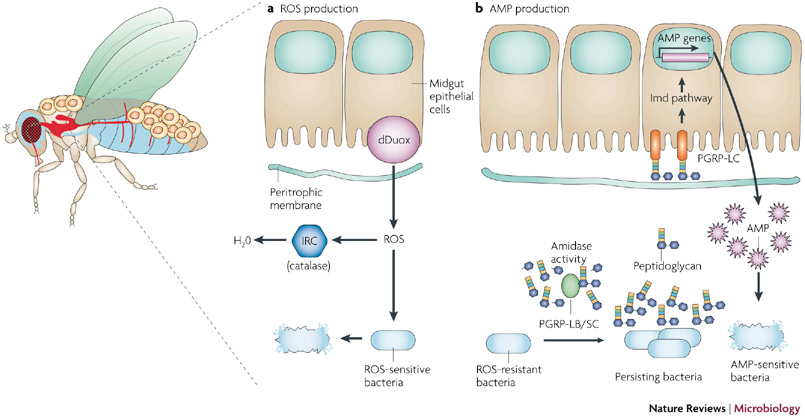 a ROS production
Midgut
epithelial
cells
dDuox
Peritrophic
membrane
H₂0
IRC
(catalase)
ROS
ROS-sensitive
bacteria
b AMP production
AMP genes
Imd pathway
PGRP-LC
AMP
Amidase
activity
Peptidoglycan
PGRP-LB/SC
ROS-resistant
bacteria
Persisting bacteria
AMP-sensitive
bacteria
Nature Reviews | Microbiology